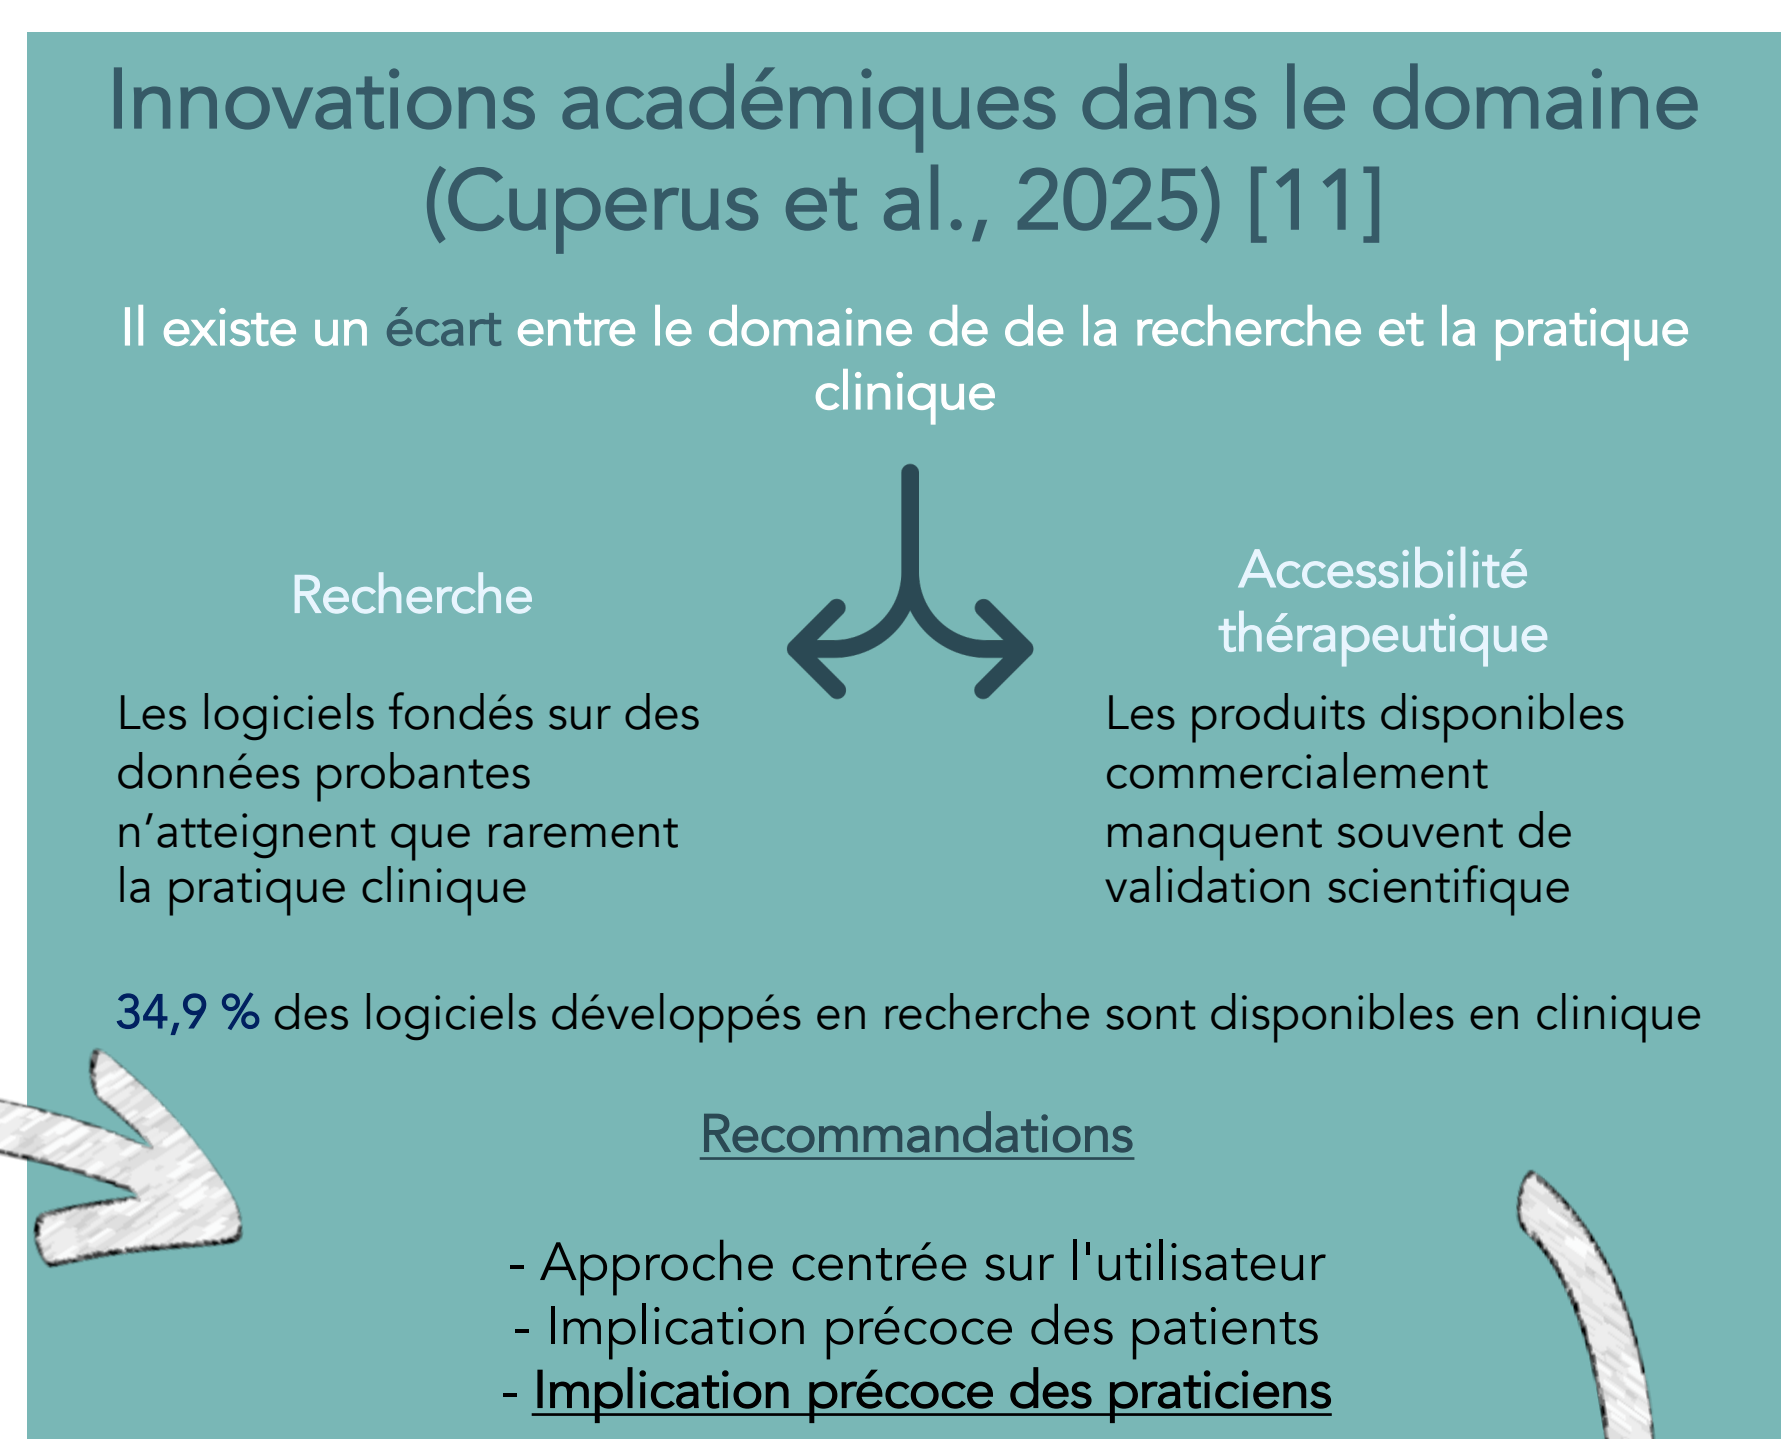 Innovations académiques dans le domaine
(Cuperus et al., 2025) [11]
Il existe un écart entre le domaine de de la recherche et la pratique
clinique
Recherche
Les logiciels fondés sur des
données probantes
n’atteignent que rarement
la pratique clinique
Accessibilité
thérapeutique
Les produits disponibles
commercialement
manquent souvent de
validation scientifique
34,9 % des logiciels développés en recherche sont disponibles en clinique
Recommandations
- Approche centrée sur l'utilisateur
- Implication précoce des patients
- Implication précoce des praticiens